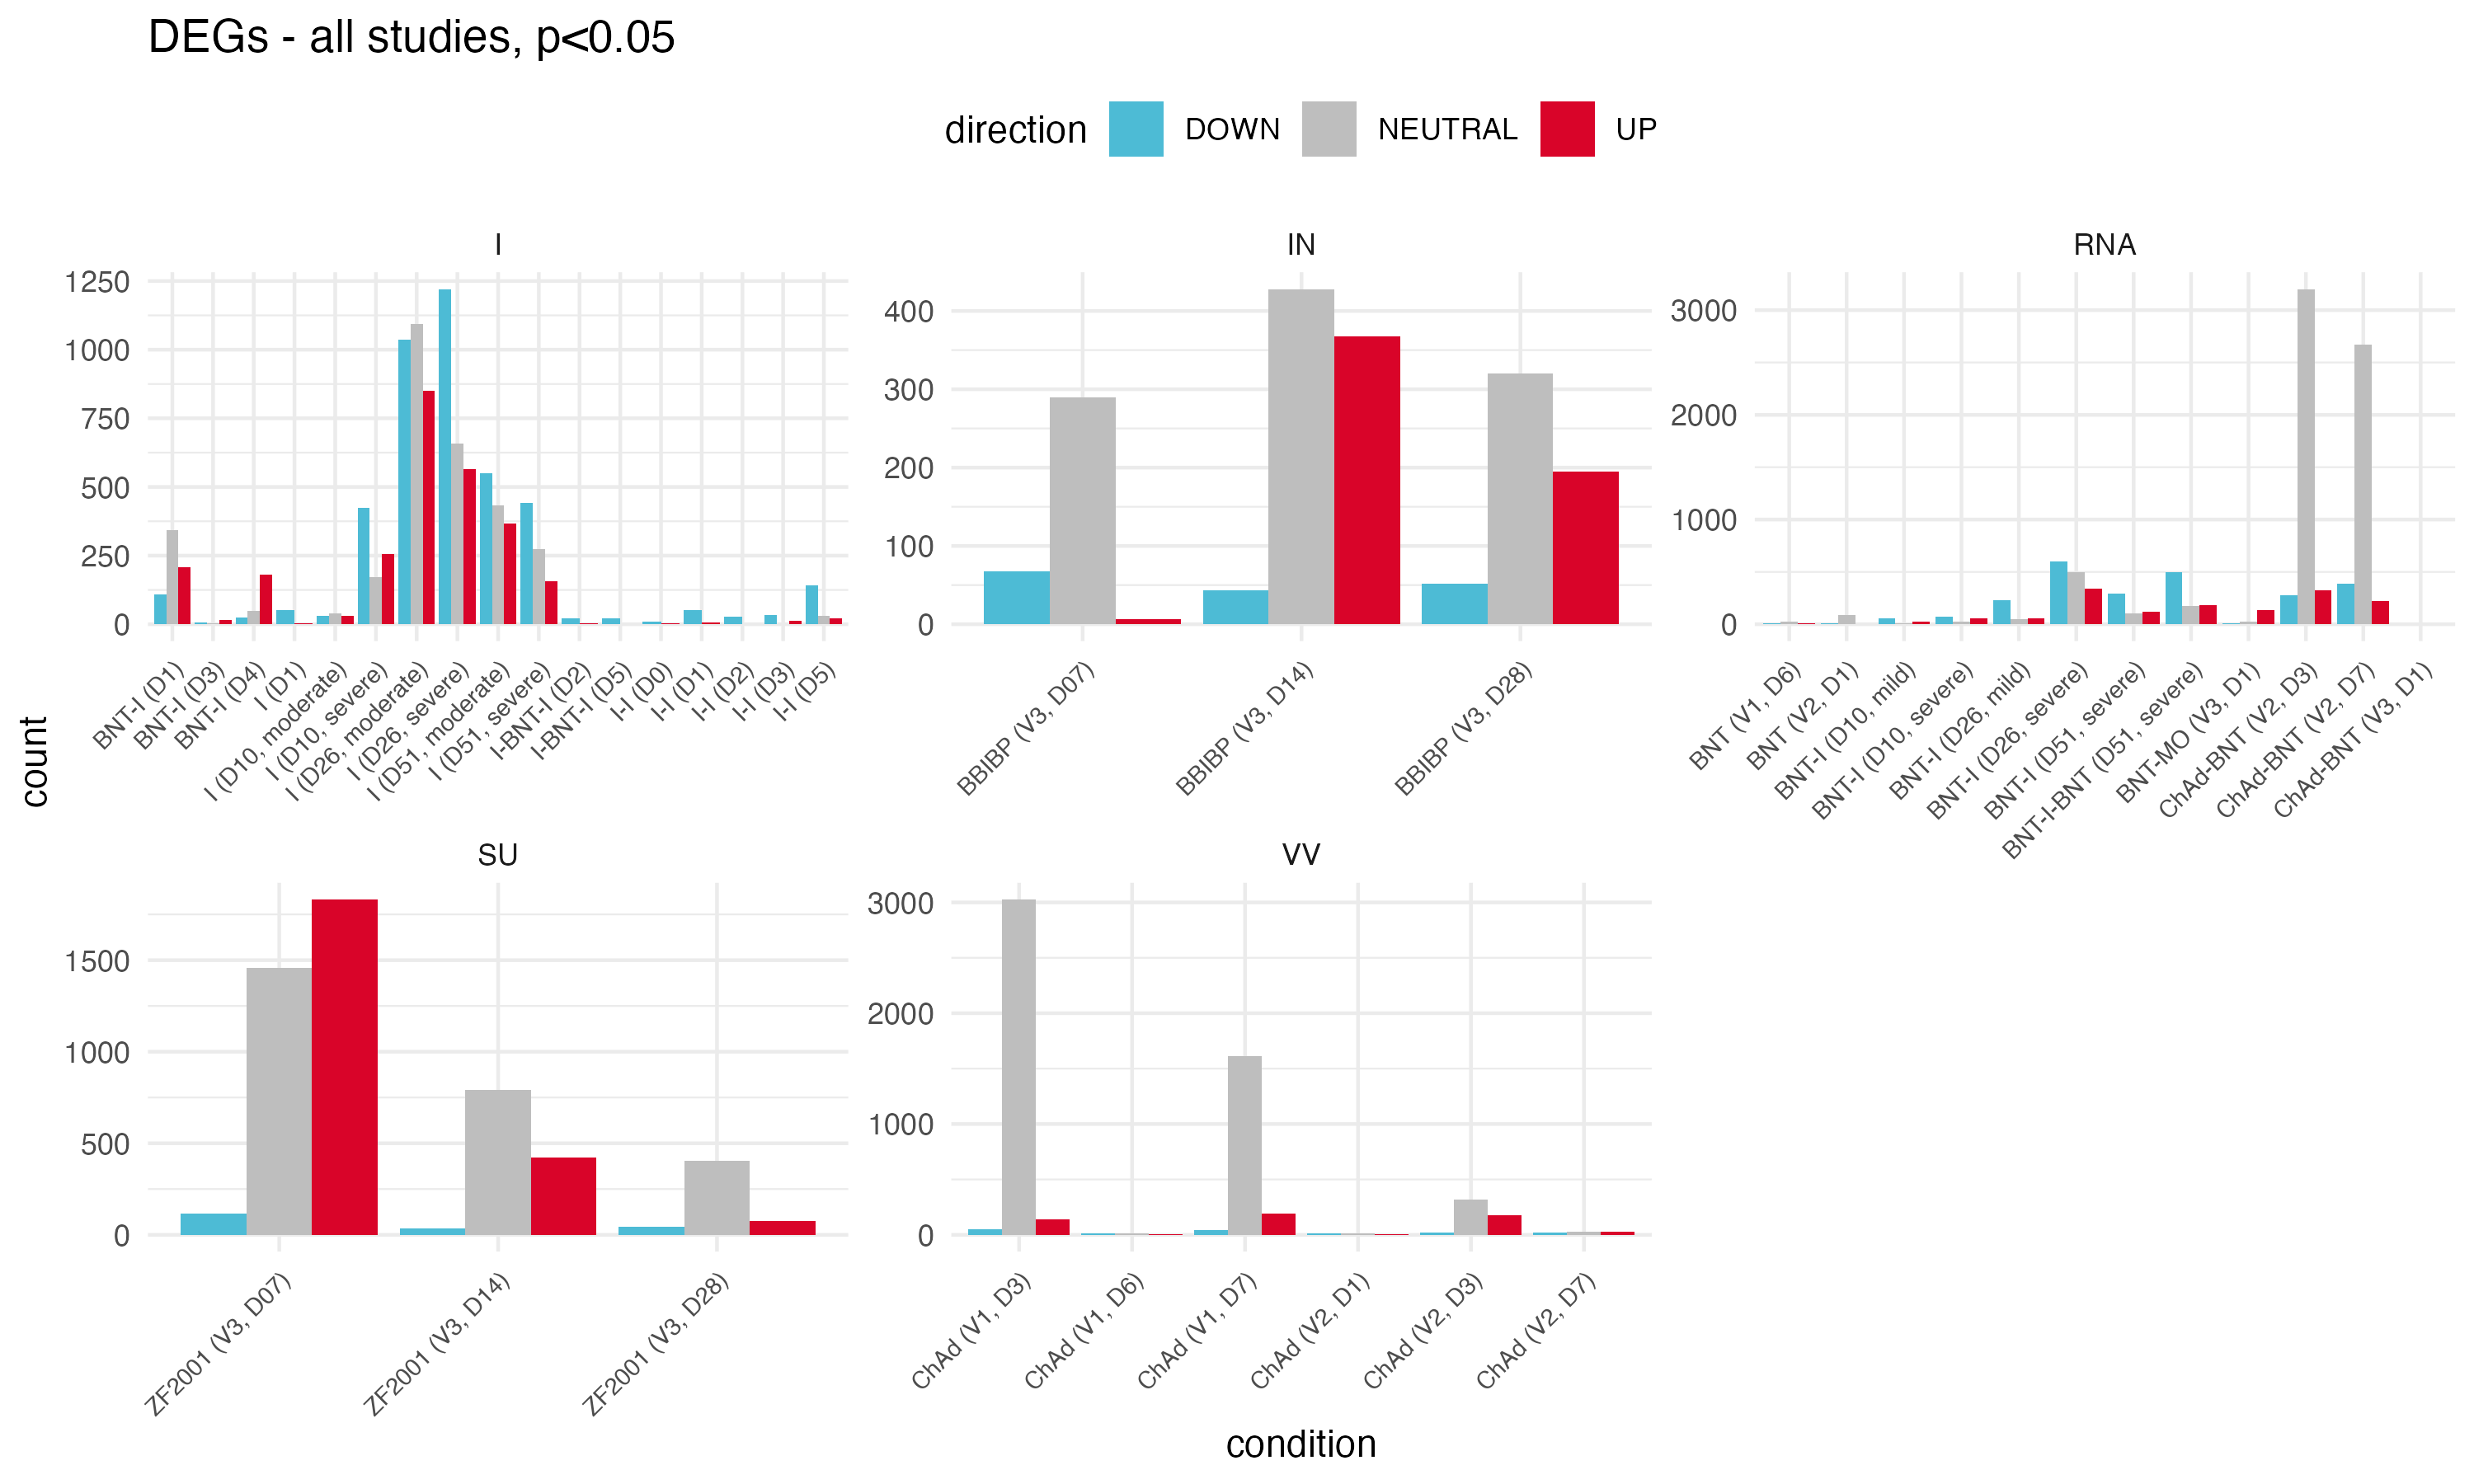 DEGs - all studies, p<0.05
direction DOWN NEUTRAL UP
I
1250
1000
750
500
250
0
BNT-I (D1)
BNT-I (D3)
BNT-I (D4)
I (D1)
I (D10, moderate)
I (D10, severe)
I (D26, moderate)
I (D26, severe)
I (D51, moderate)
I (D51, severe)
I-BNT-I (D2)
I-BNT-I (D5)
I-I (D0)
I-I (D1)
I-I (D2)
I-I (D3)
I-I (D5)
IN
400
300
200
100
0
BBIBP (V3, D07)
BBIBP (V3, D14)
BBIBP (V3, D28)
RNA
3000
2000
1000
0
BNT (V1, D6)
BNT (V2, D1)
BNT-I (D10, mild)
BNT-I (D10, severe)
BNT-I (D26, mild)
BNT-I (D26, severe)
BNT-I (D51, severe)
BNT-I-BNT (D51, severe)
BNT-MO (V3, D1)
ChAd-BNT (V2, D3)
ChAd-BNT (V2, D7)
ChAd-BNT (V3, D1)
count
SU
1500
1000
500
0
ZF2001 (V3, D07)
ZF2001 (V3, D14)
ZF2001 (V3, D28)
VV
3000
2000
1000
0
ChAd (V1, D3)
ChAd (V1, D6)
ChAd (V1, D7)
ChAd (V2, D1)
ChAd (V2, D3)
ChAd (V2, D7)
condition